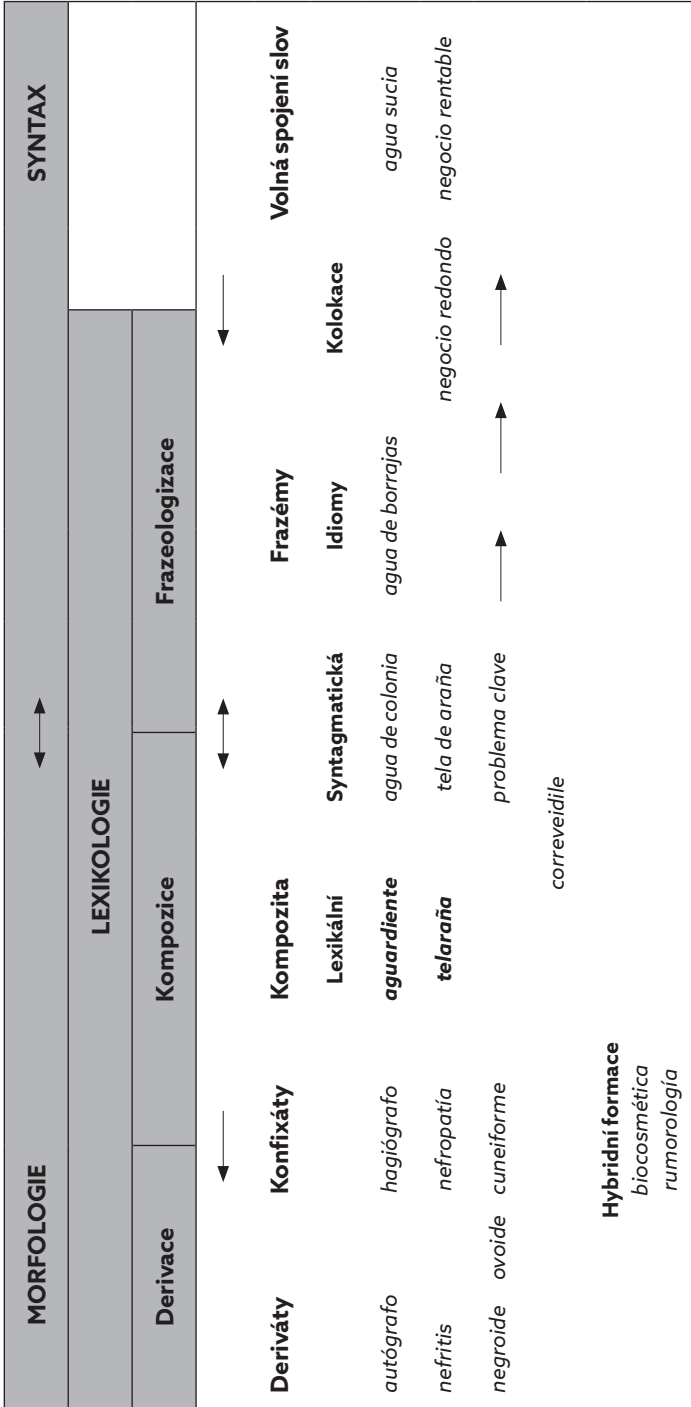 MORFOLOGIE ↔ SYNTAX
LEXIKOLOGIE
Derivace Kompozice Frazeologizace
← ↔ ←
Deriváty Konfixáty Kompozita Frazémy Volná spojení slov
Lexikální Syntagmatická Idiomy Kolokace
autógrafo hagiógrafo aguardiente agua de colonia agua de borrajas agua sucia
nefritis nefropatía telaraña tela de araña negocio redondo negocio rentable
negroide ovoide cuneiforme problema clave → → →
correveidile
Hybridní formace
biocosmética
rumorología